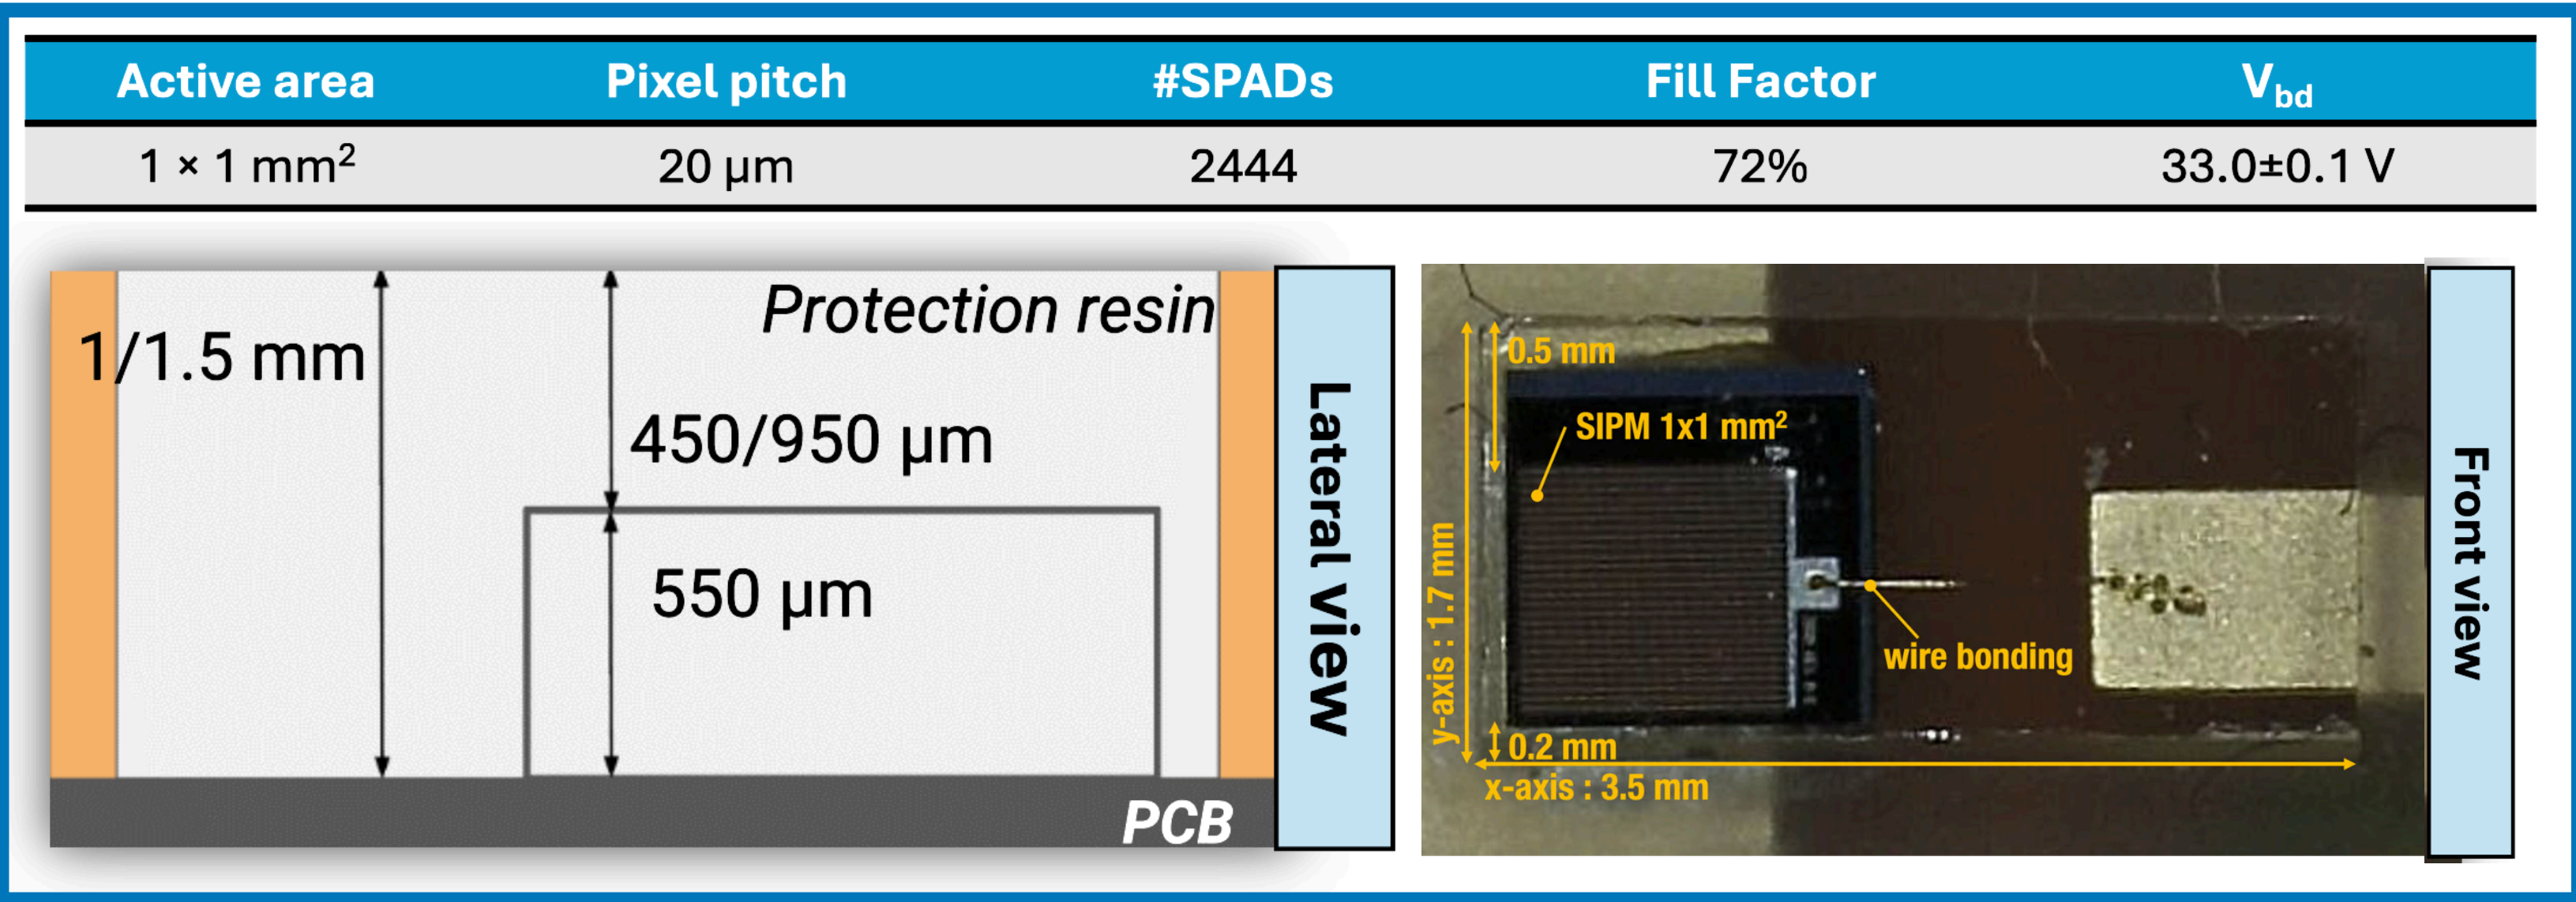 Active area Pixel pitch #SPADs Fill Factor V_bd
1 × 1 mm² 20 µm 2444 72% 33.0±0.1 V
Protection resin
1/1.5 mm
450/950 µm
550 µm
PCB
Lateral view
0.5 mm
SIPM 1x1 mm²
y-axis : 1.7 mm
wire bonding
0.2 mm
x-axis : 3.5 mm
Front view